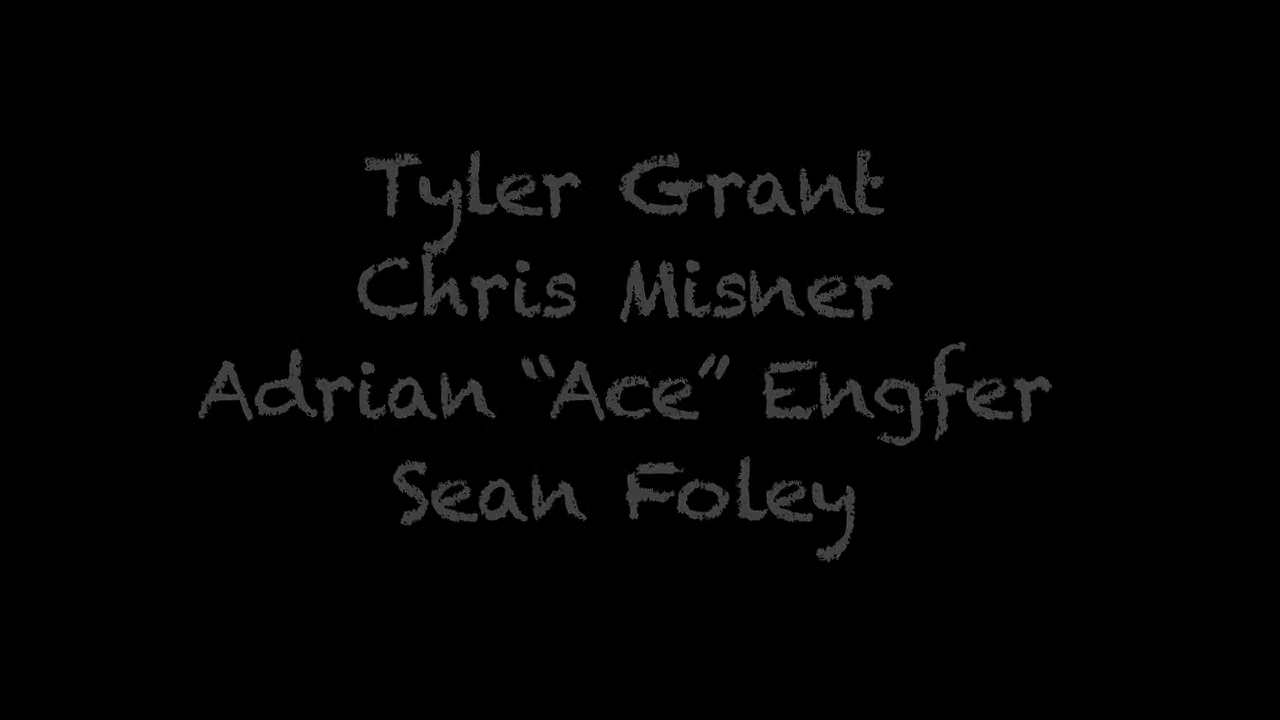 Tyler Grant
Chris Misner
Adrian “Ace” Engfer
Sean Foley